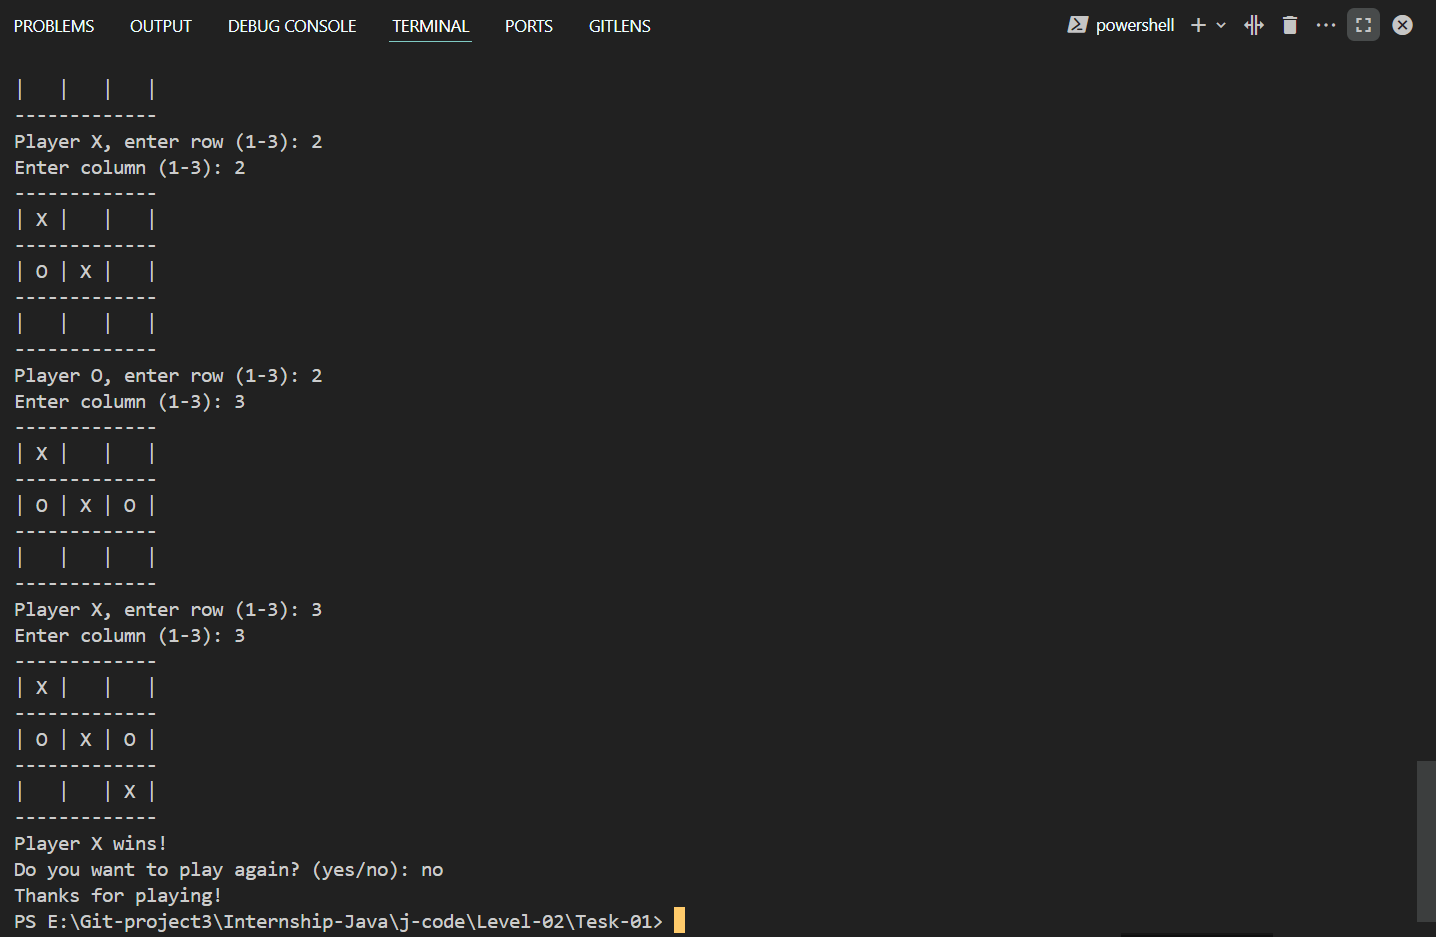 PROBLEMS OUTPUT DEBUG CONSOLE TERMINAL PORTS GITLENS powershell
|   |   |   |
-------------
Player X, enter row (1-3): 2
Enter column (1-3): 2
-------------
| X |   |   |
-------------
| O | X |   |
-------------
|   |   |   |
-------------
Player O, enter row (1-3): 2
Enter column (1-3): 3
-------------
| X |   |   |
-------------
| O | X | O |
-------------
|   |   |   |
-------------
Player X, enter row (1-3): 3
Enter column (1-3): 3
-------------
| X |   |   |
-------------
| O | X | O |
-------------
|   |   | X |
-------------
Player X wins!
Do you want to play again? (yes/no): no
Thanks for playing!
PS E:\Git-project3\Internship-Java\j-code\Level-02\Tesk-01>